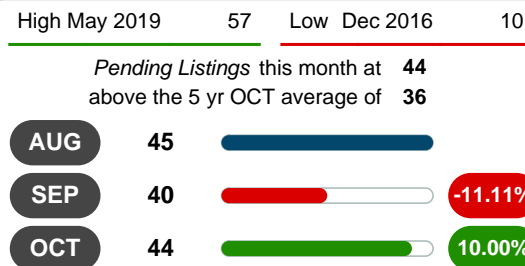 High May 2019 57 Low Dec 2016 10
Pending Listings this month at 44
above the 5 yr OCT average of 36
AUG 45
SEP 40 -11.11%
OCT 44 10.00%